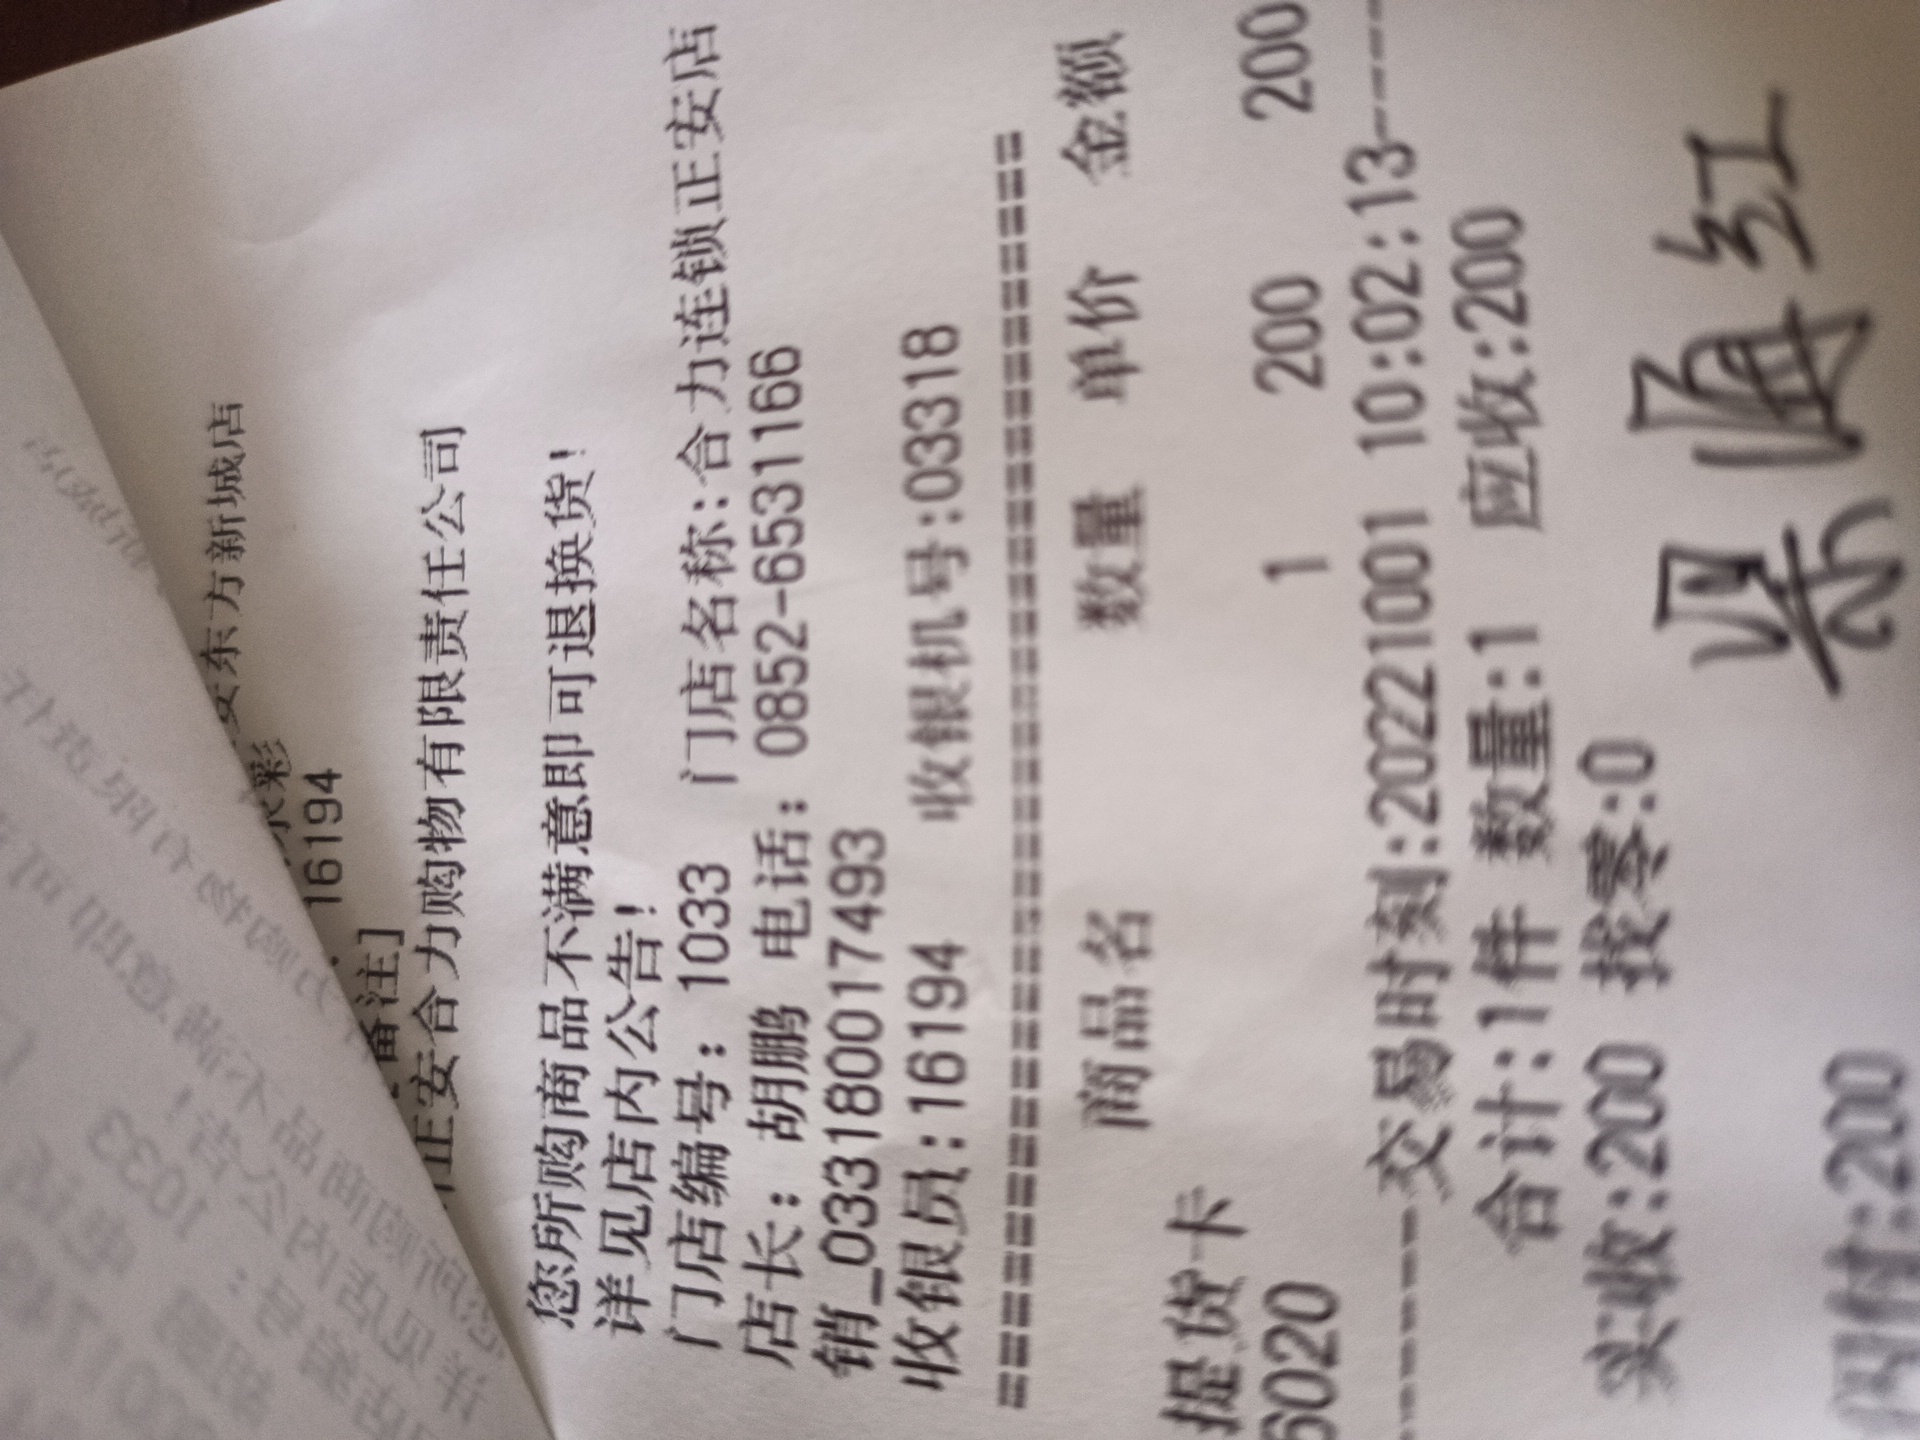 安东方新城店
16194
备注]
正安合力购物有限责任公司
您所购商品不满意即可退换货!
详见店内公告!
门店编号: 1033 门店名称:合力连锁正安店
店长: 胡鹏 电话: 0852-6531166
销_033180017493
收银员:16194 收银机号:03318
商品名 数量 单价 金额
提货卡
6020 1 200 200
------交易时刻:20221001 10:02:13----
合计:1件 数量:1 应收:200
实收:200 找零:0
:200